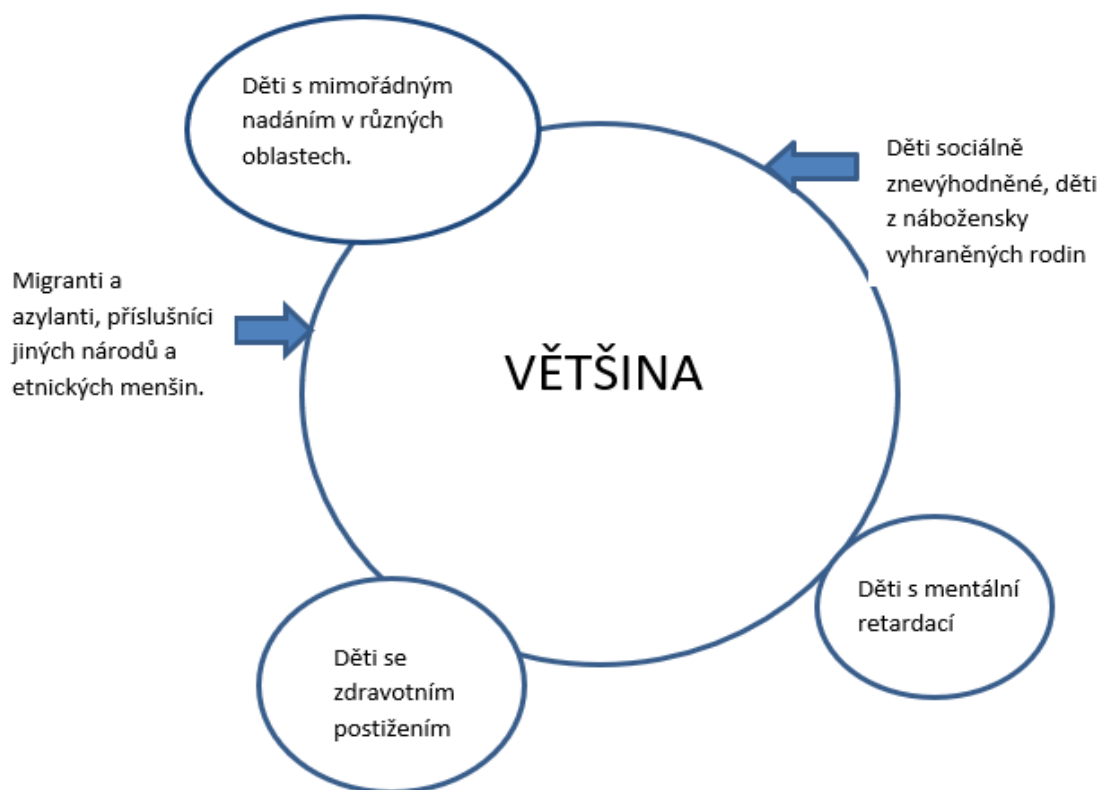 Děti s mimořádným
nadáním v různých
oblastech.
Děti sociálně
znevýhodněné, děti
z nábožensky
vyhraněných rodin
Migranti a
azylanti, příslušníci
jiných národů a
etnických menšin.
VĚTŠINA
Děti s mentální
retardací
Děti se
zdravotním
postižením